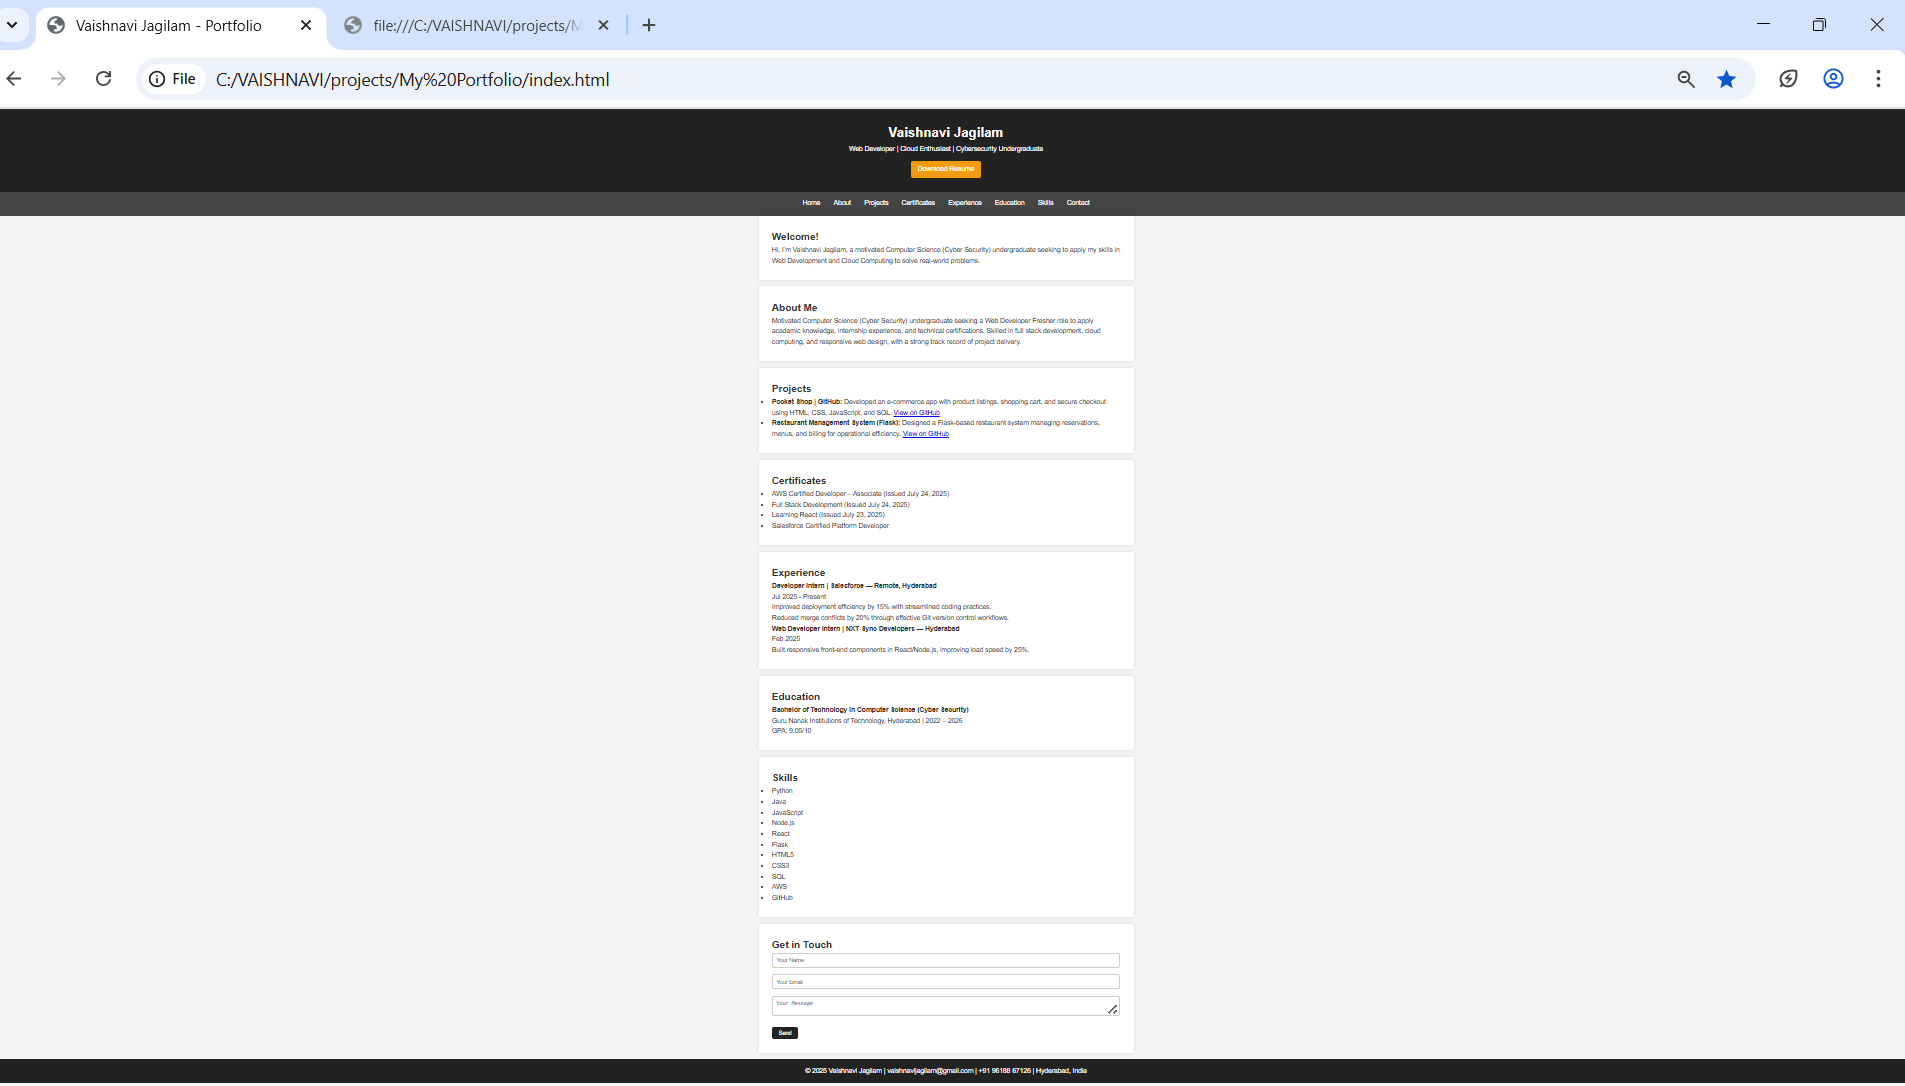 Vaishnavi Jagilam - Portfolio
file:///C:/VAISHNAVI/projects/M
File
C:/VAISHNAVI/projects/My%20Portfolio/index.html
Vaishnavi Jagilam
Web Developer | Cloud Enthusiast | Cybersecurity Undergraduate
Download Resume
Home About Projects Certificates Experience Education Skills Contact
Welcome!
Hi, I'm Vaishnavi Jagilam, a motivated Computer Science (Cyber Security) undergraduate seeking to apply my skills in
Web Development and Cloud Computing to solve real-world problems.
About Me
Motivated Computer Science (Cyber Security) undergraduate seeking a Web Developer Fresher role to apply
academic knowledge, internship experience, and technical certifications. Skilled in full stack development, cloud
computing, and responsive web design, with a strong track record of project delivery.
Projects
• Pocket Shop | GitHub: Developed an e-commerce app with product listings, shopping cart, and secure checkout
using HTML, CSS, JavaScript, and SQL. View on GitHub
• Restaurant Management System (Flask): Designed a Flask-based restaurant system managing reservations,
menus, and billing for operational efficiency. View on GitHub
Certificates
• AWS Certified Developer – Associate (Issued July 24, 2025)
• Full Stack Development (Issued July 24, 2025)
• Learning React (Issued July 23, 2025)
• Salesforce Certified Platform Developer
Experience
Developer Intern | Salesforce — Remote, Hyderabad
Jul 2025 - Present
Improved deployment efficiency by 15% with streamlined coding practices.
Reduced merge conflicts by 20% through effective Git version control workflows.
Web Developer Intern | NXT Sync Developers — Hyderabad
Feb 2025
Built responsive front-end components in React/Node.js, improving load speed by 25%.
Education
Bachelor of Technology in Computer Science (Cyber Security)
Guru Nanak Institutions of Technology, Hyderabad | 2022 – 2026
GPA: 9.05/10
Skills
• Python
• Java
• JavaScript
• Node.js
• React
• Flask
• HTML5
• CSS3
• SQL
• AWS
• GitHub
Get in Touch
Your Name
Your Email
Your Message
Send
© 2025 Vaishnavi Jagilam | vaishnavijagilam@gmail.com | +91 96188 67126 | Hyderabad, India